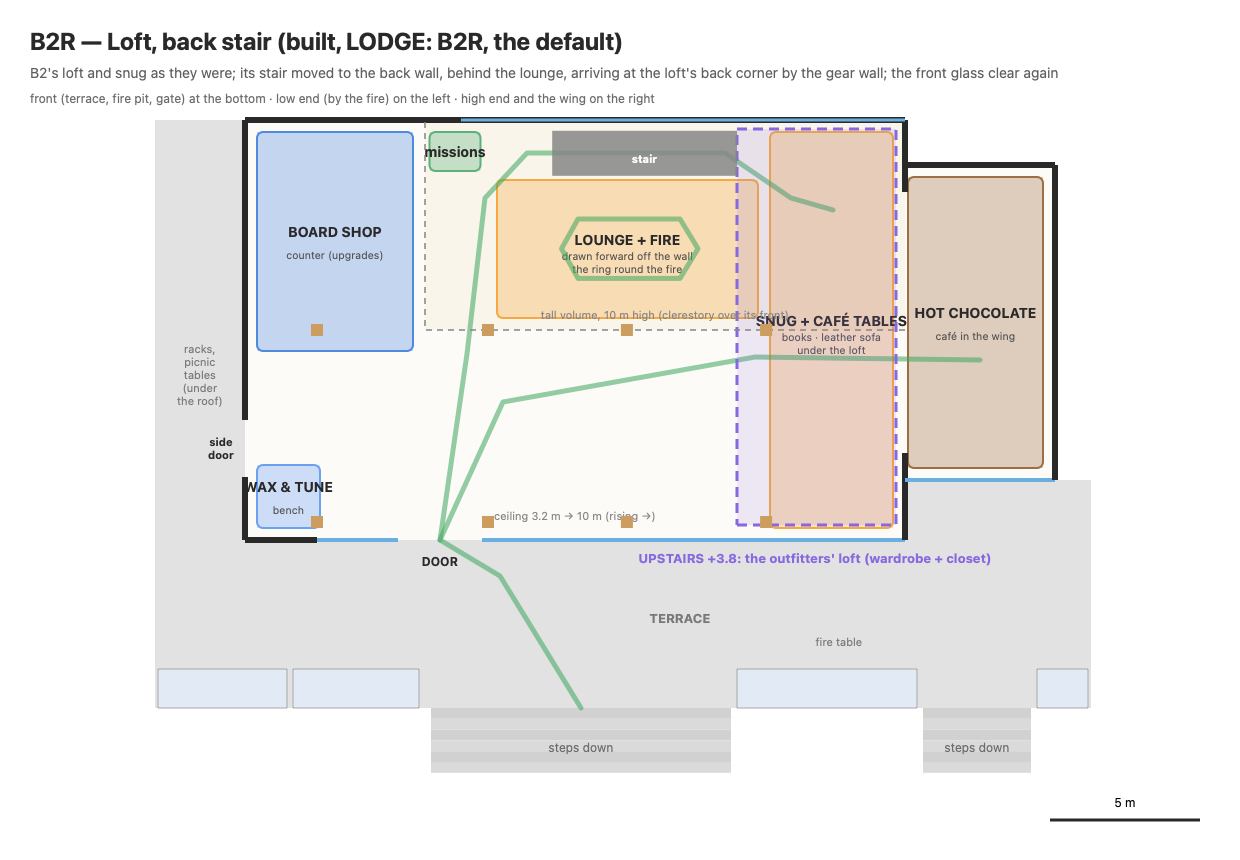 B2R — Loft, back stair (built, LODGE: B2R, the default)
B2's loft and snug as they were; its stair moved to the back wall, behind the lounge, arriving at the loft's back corner by the gear wall; the front glass clear again
front (terrace, fire pit, gate) at the bottom · low end (by the fire) on the left · high end and the wing on the right
missions
stair
BOARD SHOP
counter (upgrades)
LOUNGE + FIRE
drawn forward off the wall
the ring round the fire
tall volume, 10 m high (clerestory over its front)
SNUG + CAFÉ TABLES
books · leather sofa
under the loft
HOT CHOCOLATE
café in the wing
racks,
picnic
tables
(under
the roof)
side
door
WAX & TUNE
bench
ceiling 3.2 m → 10 m (rising →)
DOOR
UPSTAIRS +3.8: the outfitters' loft (wardrobe + closet)
TERRACE
fire table
steps down
steps down
5 m